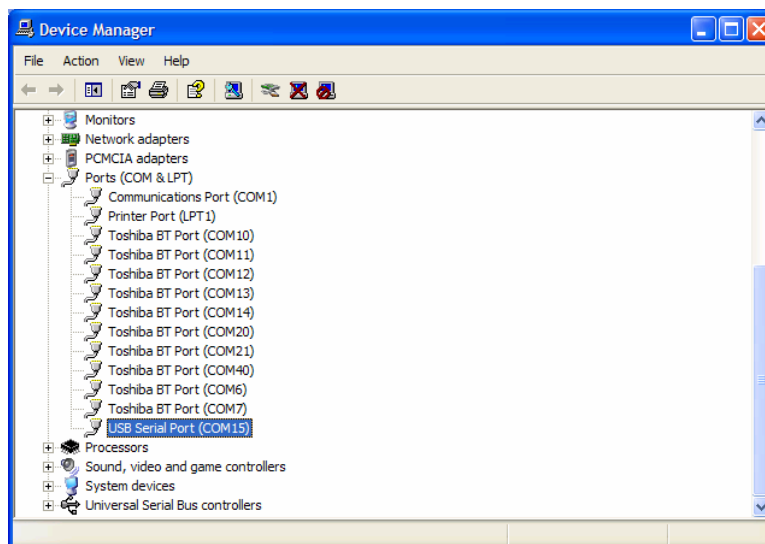 Device Manager
File Action View Help
Monitors
Network adapters
PCMCIA adapters
Ports (COM & LPT)
Communications Port (COM1)
Printer Port (LPT1)
Toshiba BT Port (COM10)
Toshiba BT Port (COM11)
Toshiba BT Port (COM12)
Toshiba BT Port (COM13)
Toshiba BT Port (COM14)
Toshiba BT Port (COM20)
Toshiba BT Port (COM21)
Toshiba BT Port (COM40)
Toshiba BT Port (COM6)
Toshiba BT Port (COM7)
USB Serial Port (COM15)
Processors
Sound, video and game controllers
System devices
Universal Serial Bus controllers